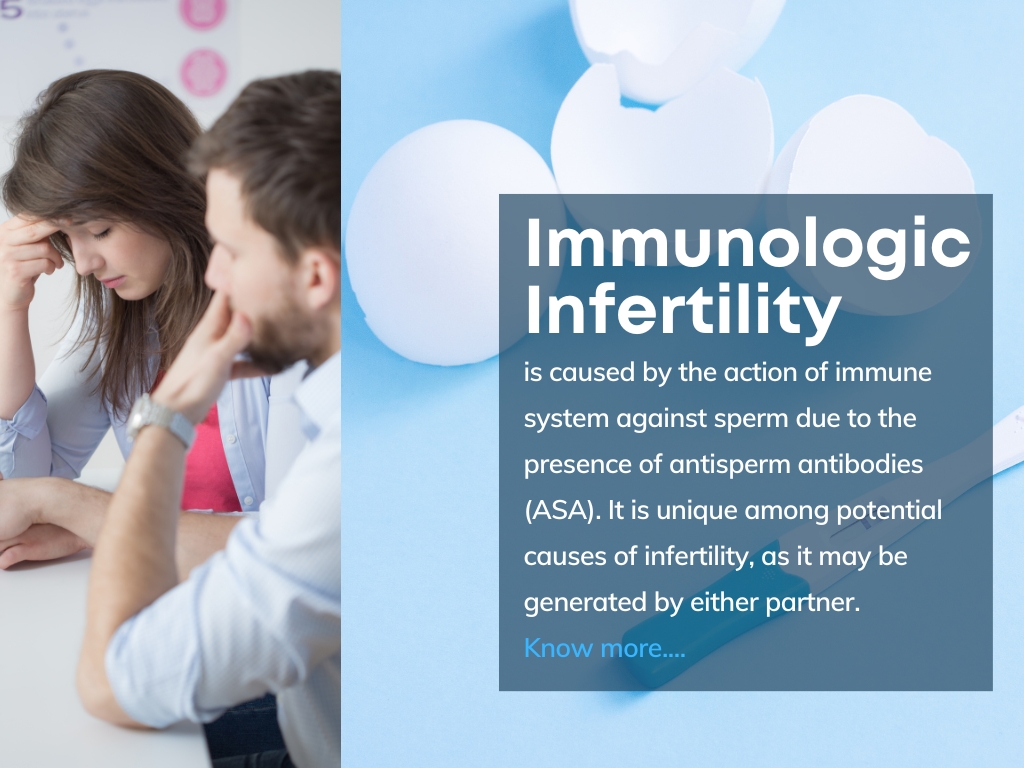 5
Immunologic
Infertility
is caused by the action of immune
system against sperm due to the
presence of antisperm antibodies
(ASA). It is unique among potential
causes of infertility, as it may be
generated by either partner.
Know more....